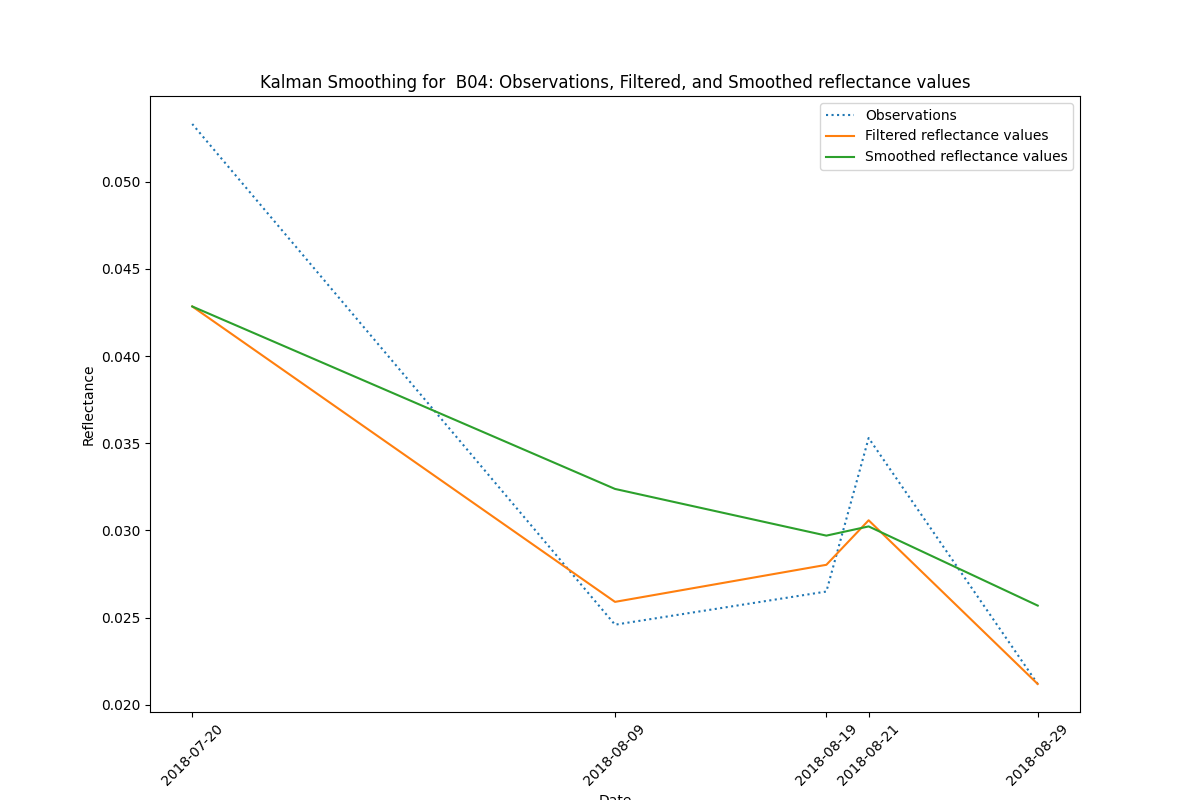 Kalman Smoothing for  B04: Observations, Filtered, and Smoothed reflectance values
Observations
Filtered reflectance values
Smoothed reflectance values
0.050
0.045
0.040
0.035
0.030
0.025
0.020
Reflectance
2018-07-20
2018-08-09
2018-08-19
2018-08-21
2018-08-29
Date